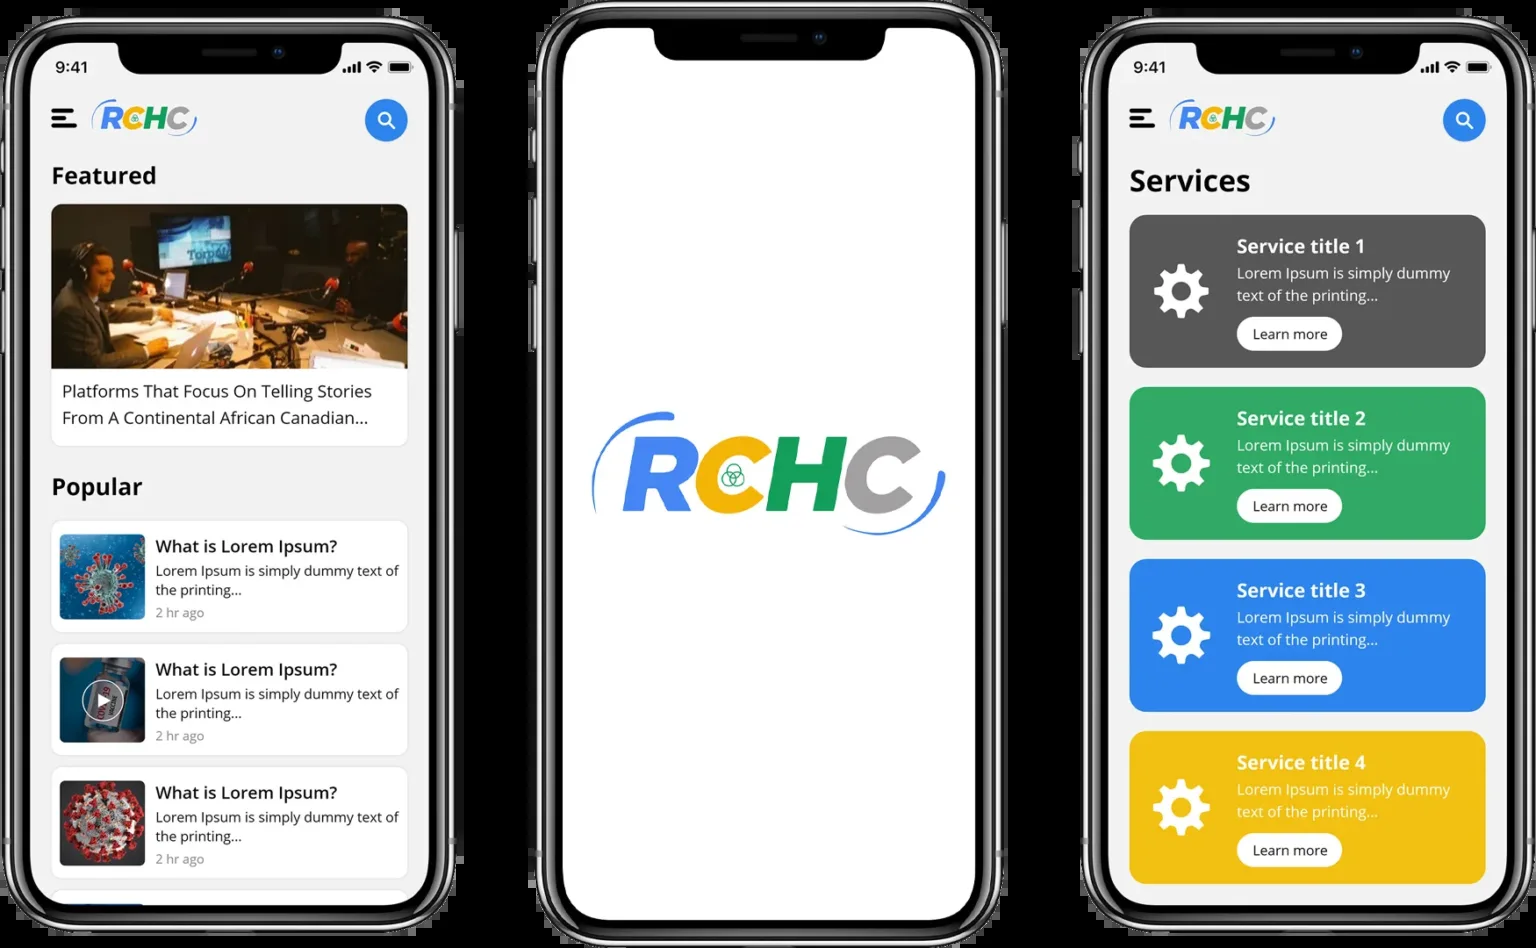 9:41
RCHC
Featured
Platforms That Focus On Telling Stories
From A Continental African Canadian...
Popular
What is Lorem Ipsum?
Lorem Ipsum is simply dummy text of
the printing...
2 hr ago
What is Lorem Ipsum?
Lorem Ipsum is simply dummy text of
the printing...
2 hr ago
What is Lorem Ipsum?
Lorem Ipsum is simply dummy text of
the printing...
2 hr ago
RCHC
9:41
RCHC
Services
Service title 1
Lorem Ipsum is simply dummy
text of the printing...
Learn more
Service title 2
Lorem Ipsum is simply dummy
text of the printing...
Learn more
Service title 3
Lorem Ipsum is simply dummy
text of the printing...
Learn more
Service title 4
Lorem Ipsum is simply dummy
text of the printing...
Learn more